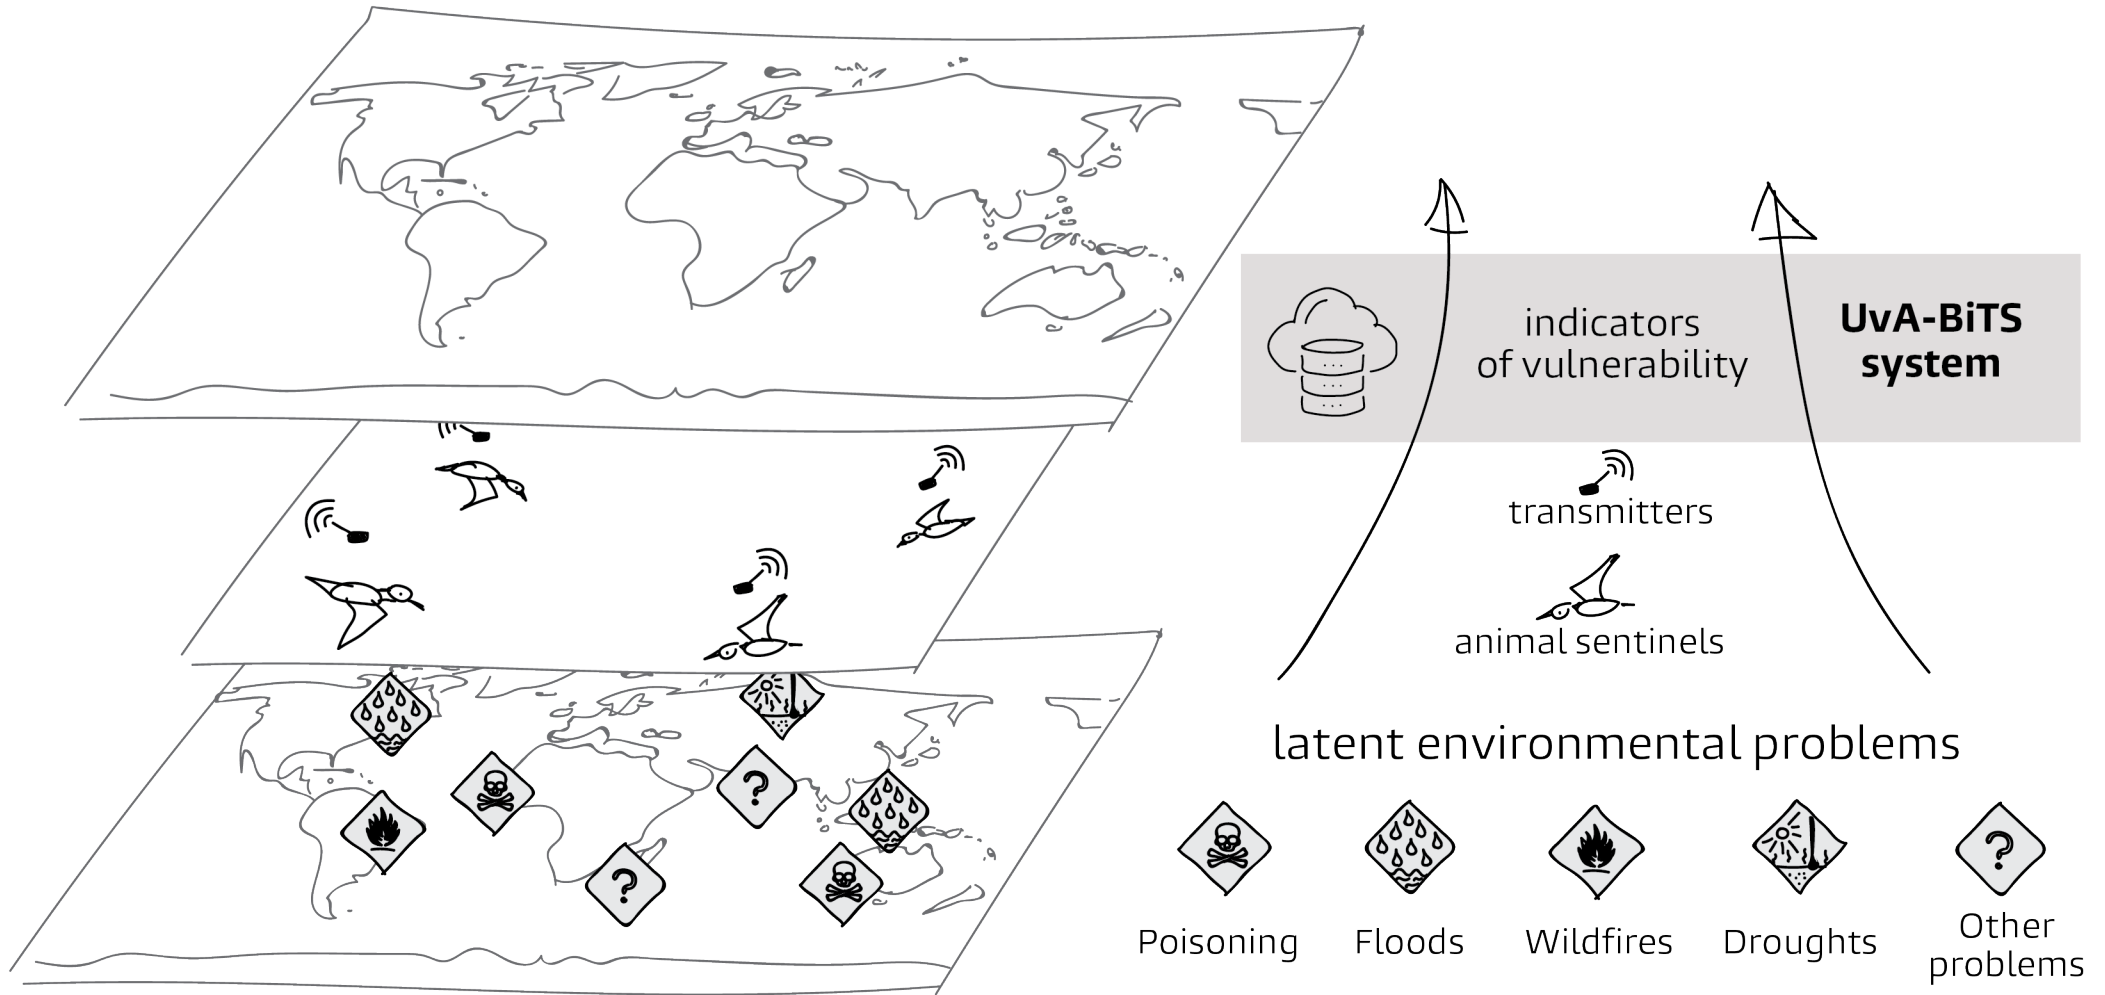 indicators
of vulnerability
UvA-BiTS
system
transmitters
animal sentinels
latent environmental problems
Poisoning
Floods
Wildfires
Droughts
Other
problems